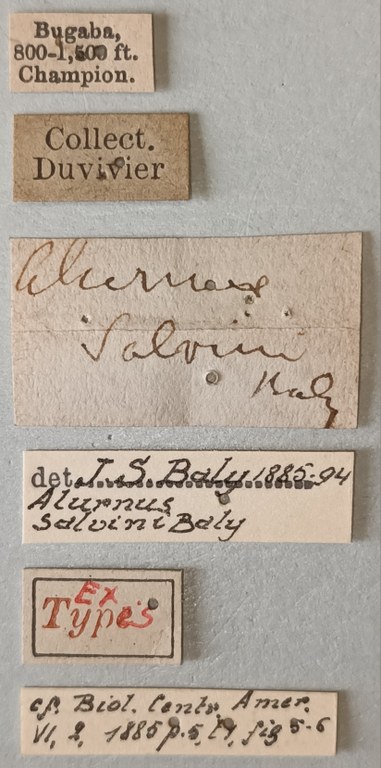 Bugaba,
800-1,500 ft.
Champion.
Collect.
Duvivier
Alurnus
Salvini
Baly
det. J. S. Baly 1885-94
Alurnus
Salvini Baly
Ex
Types
cf. Biol. Centr. Amer.
VI, 2, 1885 p. 5, fig 5-6